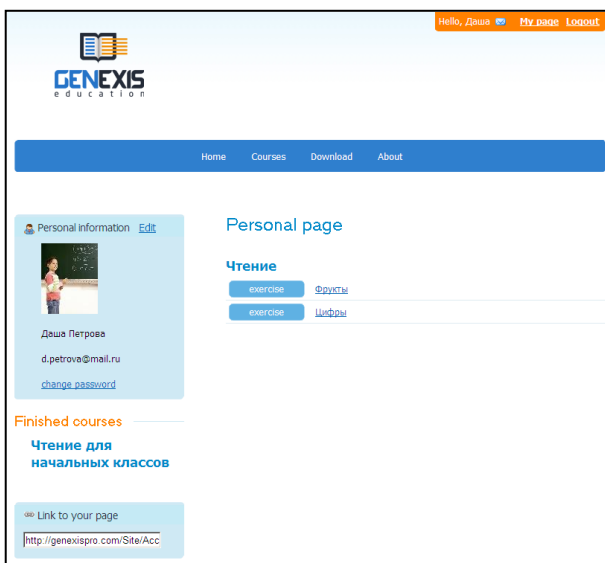 Hello, Даша My page Logout
GENEXIS
education
Home Courses Download About
Personal information Edit
Даша Петрова
d.petrova@mail.ru
change password
Finished courses
Чтение для
начальных классов
Link to your page
http://genexispro.com/Site/Acc
Personal page
Чтение
exercise Фрукты
exercise Цифры